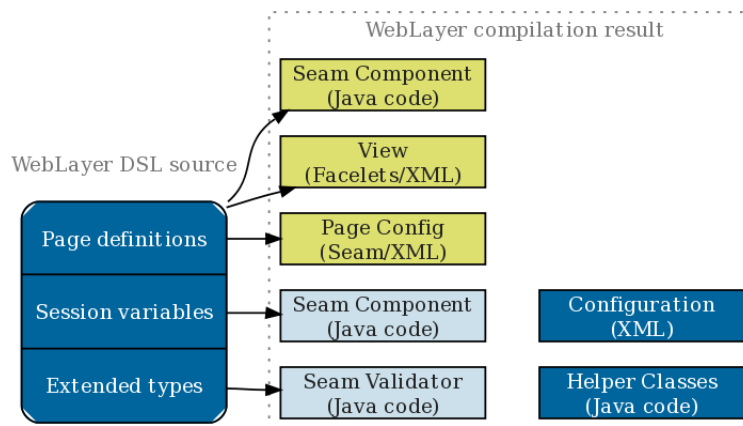 WebLayer compilation result
Seam Component
(Java code)
View
(Facelets/XML)
WebLayer DSL source
Page definitions
Page Config
(Seam/XML)
Session variables
Seam Component
(Java code)
Configuration
(XML)
Extended types
Seam Validator
(Java code)
Helper Classes
(Java code)